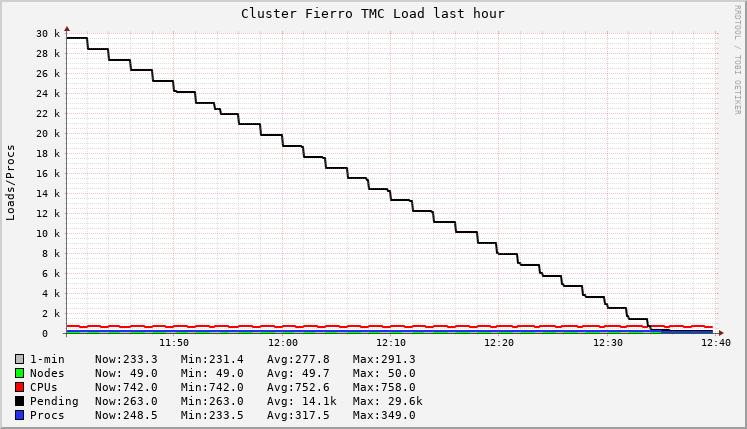 Cluster Fierro TMC Load last hour
RRDTOOL / TOBI OETIKER
Loads/Procs
30 k
28 k
26 k
24 k
22 k
20 k
18 k
16 k
14 k
12 k
10 k
8 k
6 k
4 k
2 k
0
11:50 12:00 12:10 12:20 12:30 12:40
1-min Now:233.3 Min:231.4 Avg:277.8 Max:291.3
Nodes Now: 49.0 Min: 49.0 Avg: 49.7 Max: 50.0
CPUs Now:742.0 Min:742.0 Avg:752.6 Max:758.0
Pending Now:263.0 Min:263.0 Avg: 14.1k Max: 29.6k
Procs Now:248.5 Min:233.5 Avg:317.5 Max:349.0